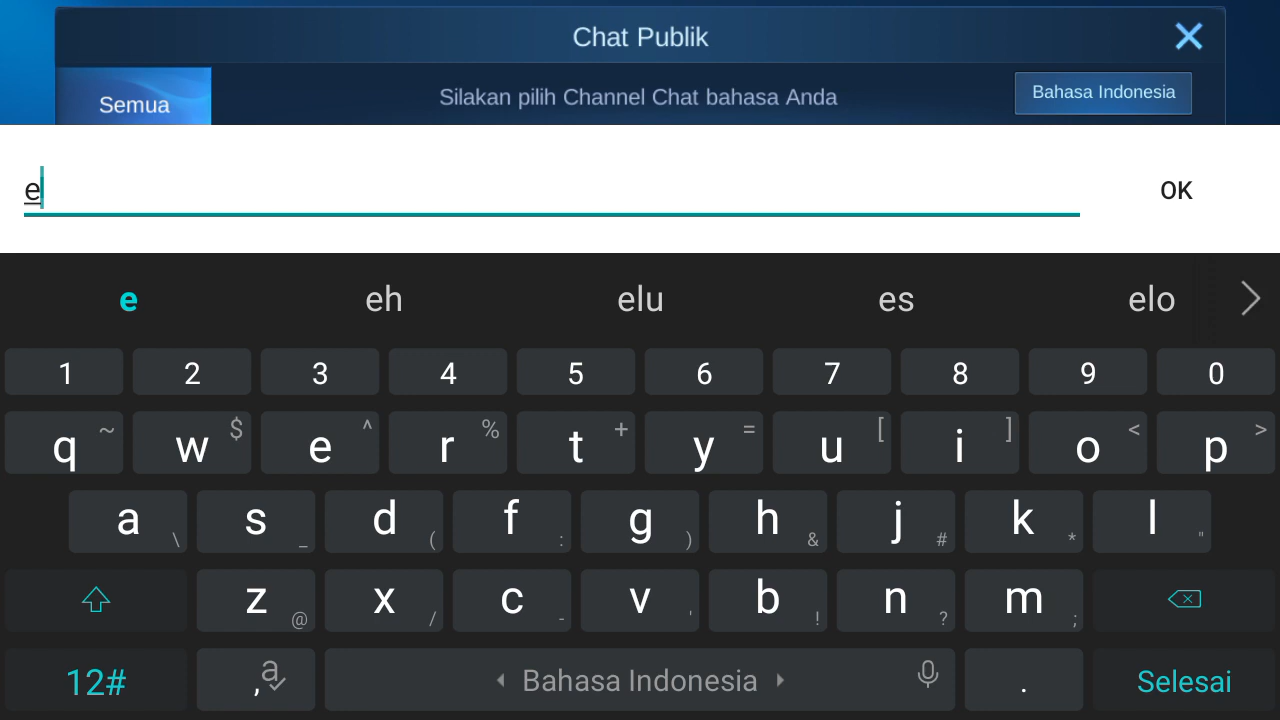 Chat Publik
Semua
Silakan pilih Channel Chat bahasa Anda
Bahasa Indonesia
e
OK
e eh elu es elo
1 2 3 4 5 6 7 8 9 0
q ~ w $ e ^ r % t + y = u [ i ] o < p >
a \ s _ d ( f : g ) h & j # k * l "
z @ x / c - v ' b ! n ? m ;
12# , a Bahasa Indonesia . Selesai